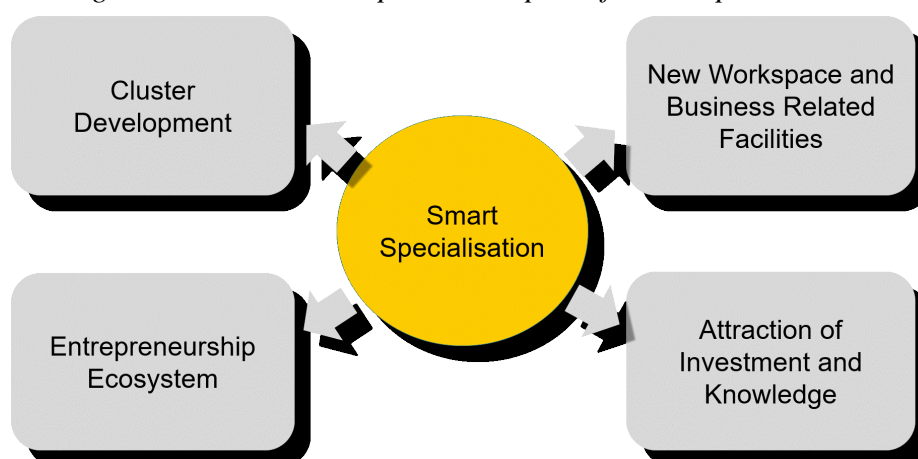 Cluster
Development
New Workspace and
Business Related
Facilities
Smart
Specialisation
Entrepreneurship
Ecosystem
Attraction of
Investment and
Knowledge